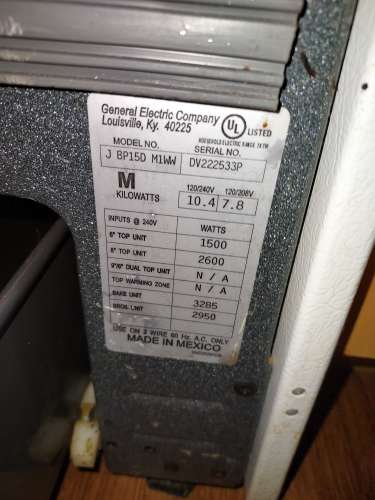 General Electric Company
Louisville, Ky. 40225
UL LISTED
HOUSEHOLD ELECTRIC RANGE
MODEL NO. SERIAL NO.
J BP15D M1WW DV222533P
M
KILOWATTS
120/240V 120/208V
10.4 7.8
INPUTS @ 240V WATTS
6" TOP UNIT 1500
8" TOP UNIT 2600
DUAL TOP UNIT N / A
TOP WARMING ZONE N / A
BAKE UNIT 3285
BROIL UNIT 2950
USE ON 3 WIRE 60 Hz. A.C. ONLY
MADE IN MEXICO